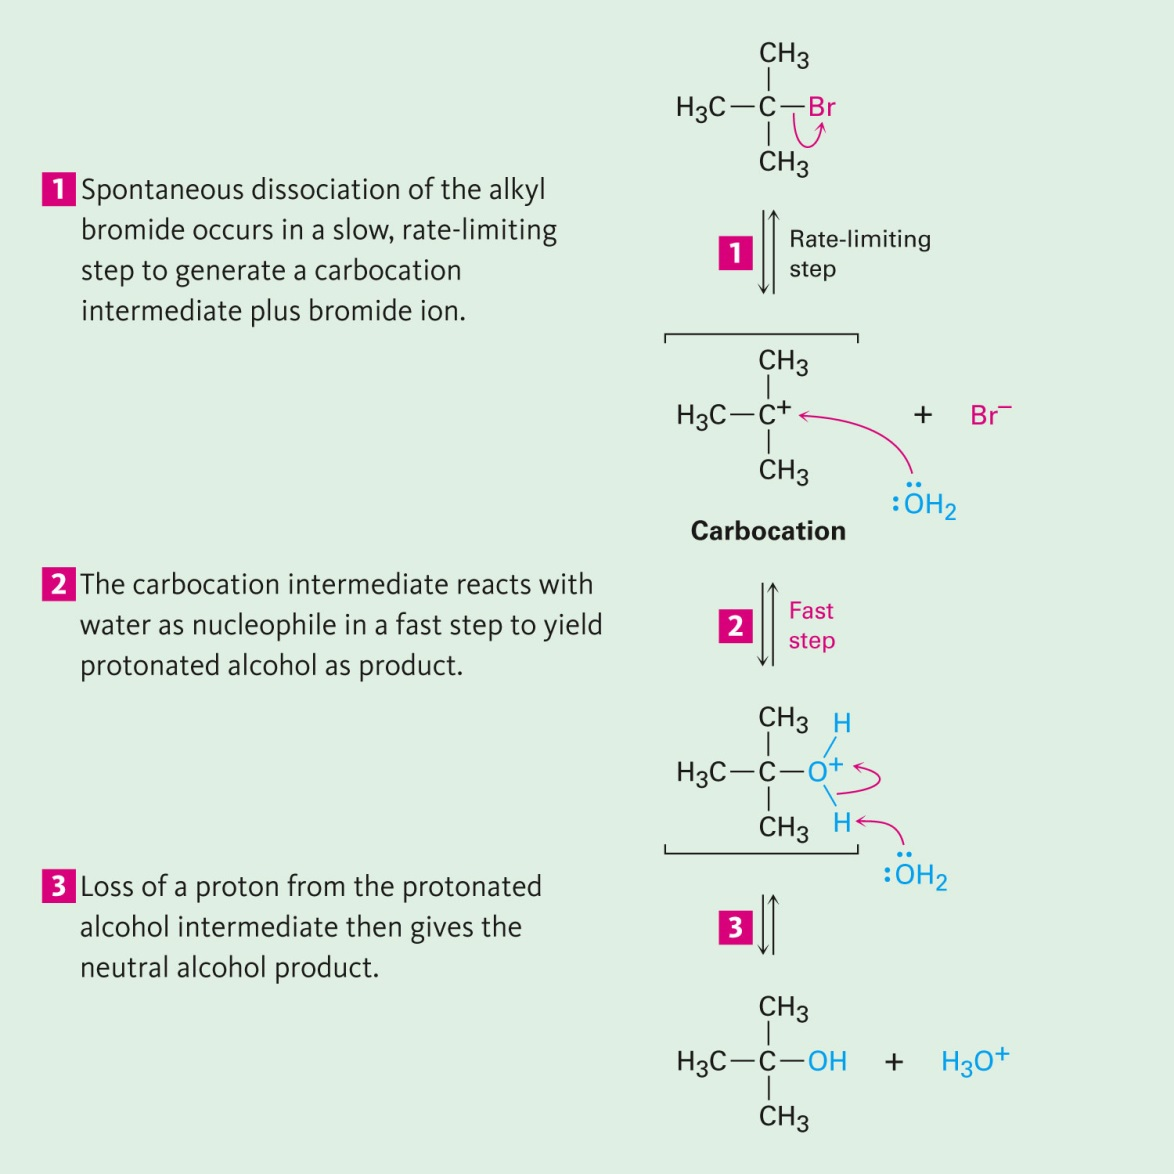 CH₃
H₃C—C—Br
CH₃
1 Spontaneous dissociation of the alkyl
bromide occurs in a slow, rate-limiting
step to generate a carbocation
intermediate plus bromide ion.
1 Rate-limiting
step
CH₃
H₃C—C⁺ + Br⁻
CH₃
:ÖH₂
Carbocation
2 The carbocation intermediate reacts with
water as nucleophile in a fast step to yield
protonated alcohol as product.
2 Fast
step
CH₃ H
H₃C—C—O⁺
CH₃ H
:ÖH₂
3 Loss of a proton from the protonated
alcohol intermediate then gives the
neutral alcohol product.
3
CH₃
H₃C—C—OH + H₃O⁺
CH₃